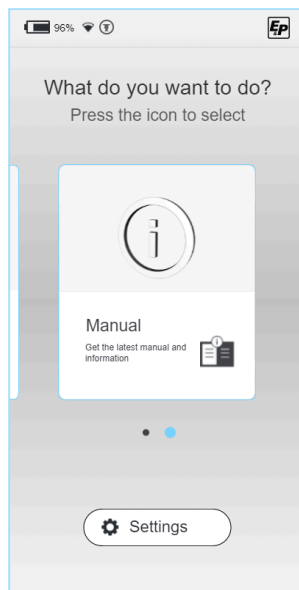 96%
EP
What do you want to do?
Press the icon to select
i
Manual
Get the latest manual and
information
i
Settings